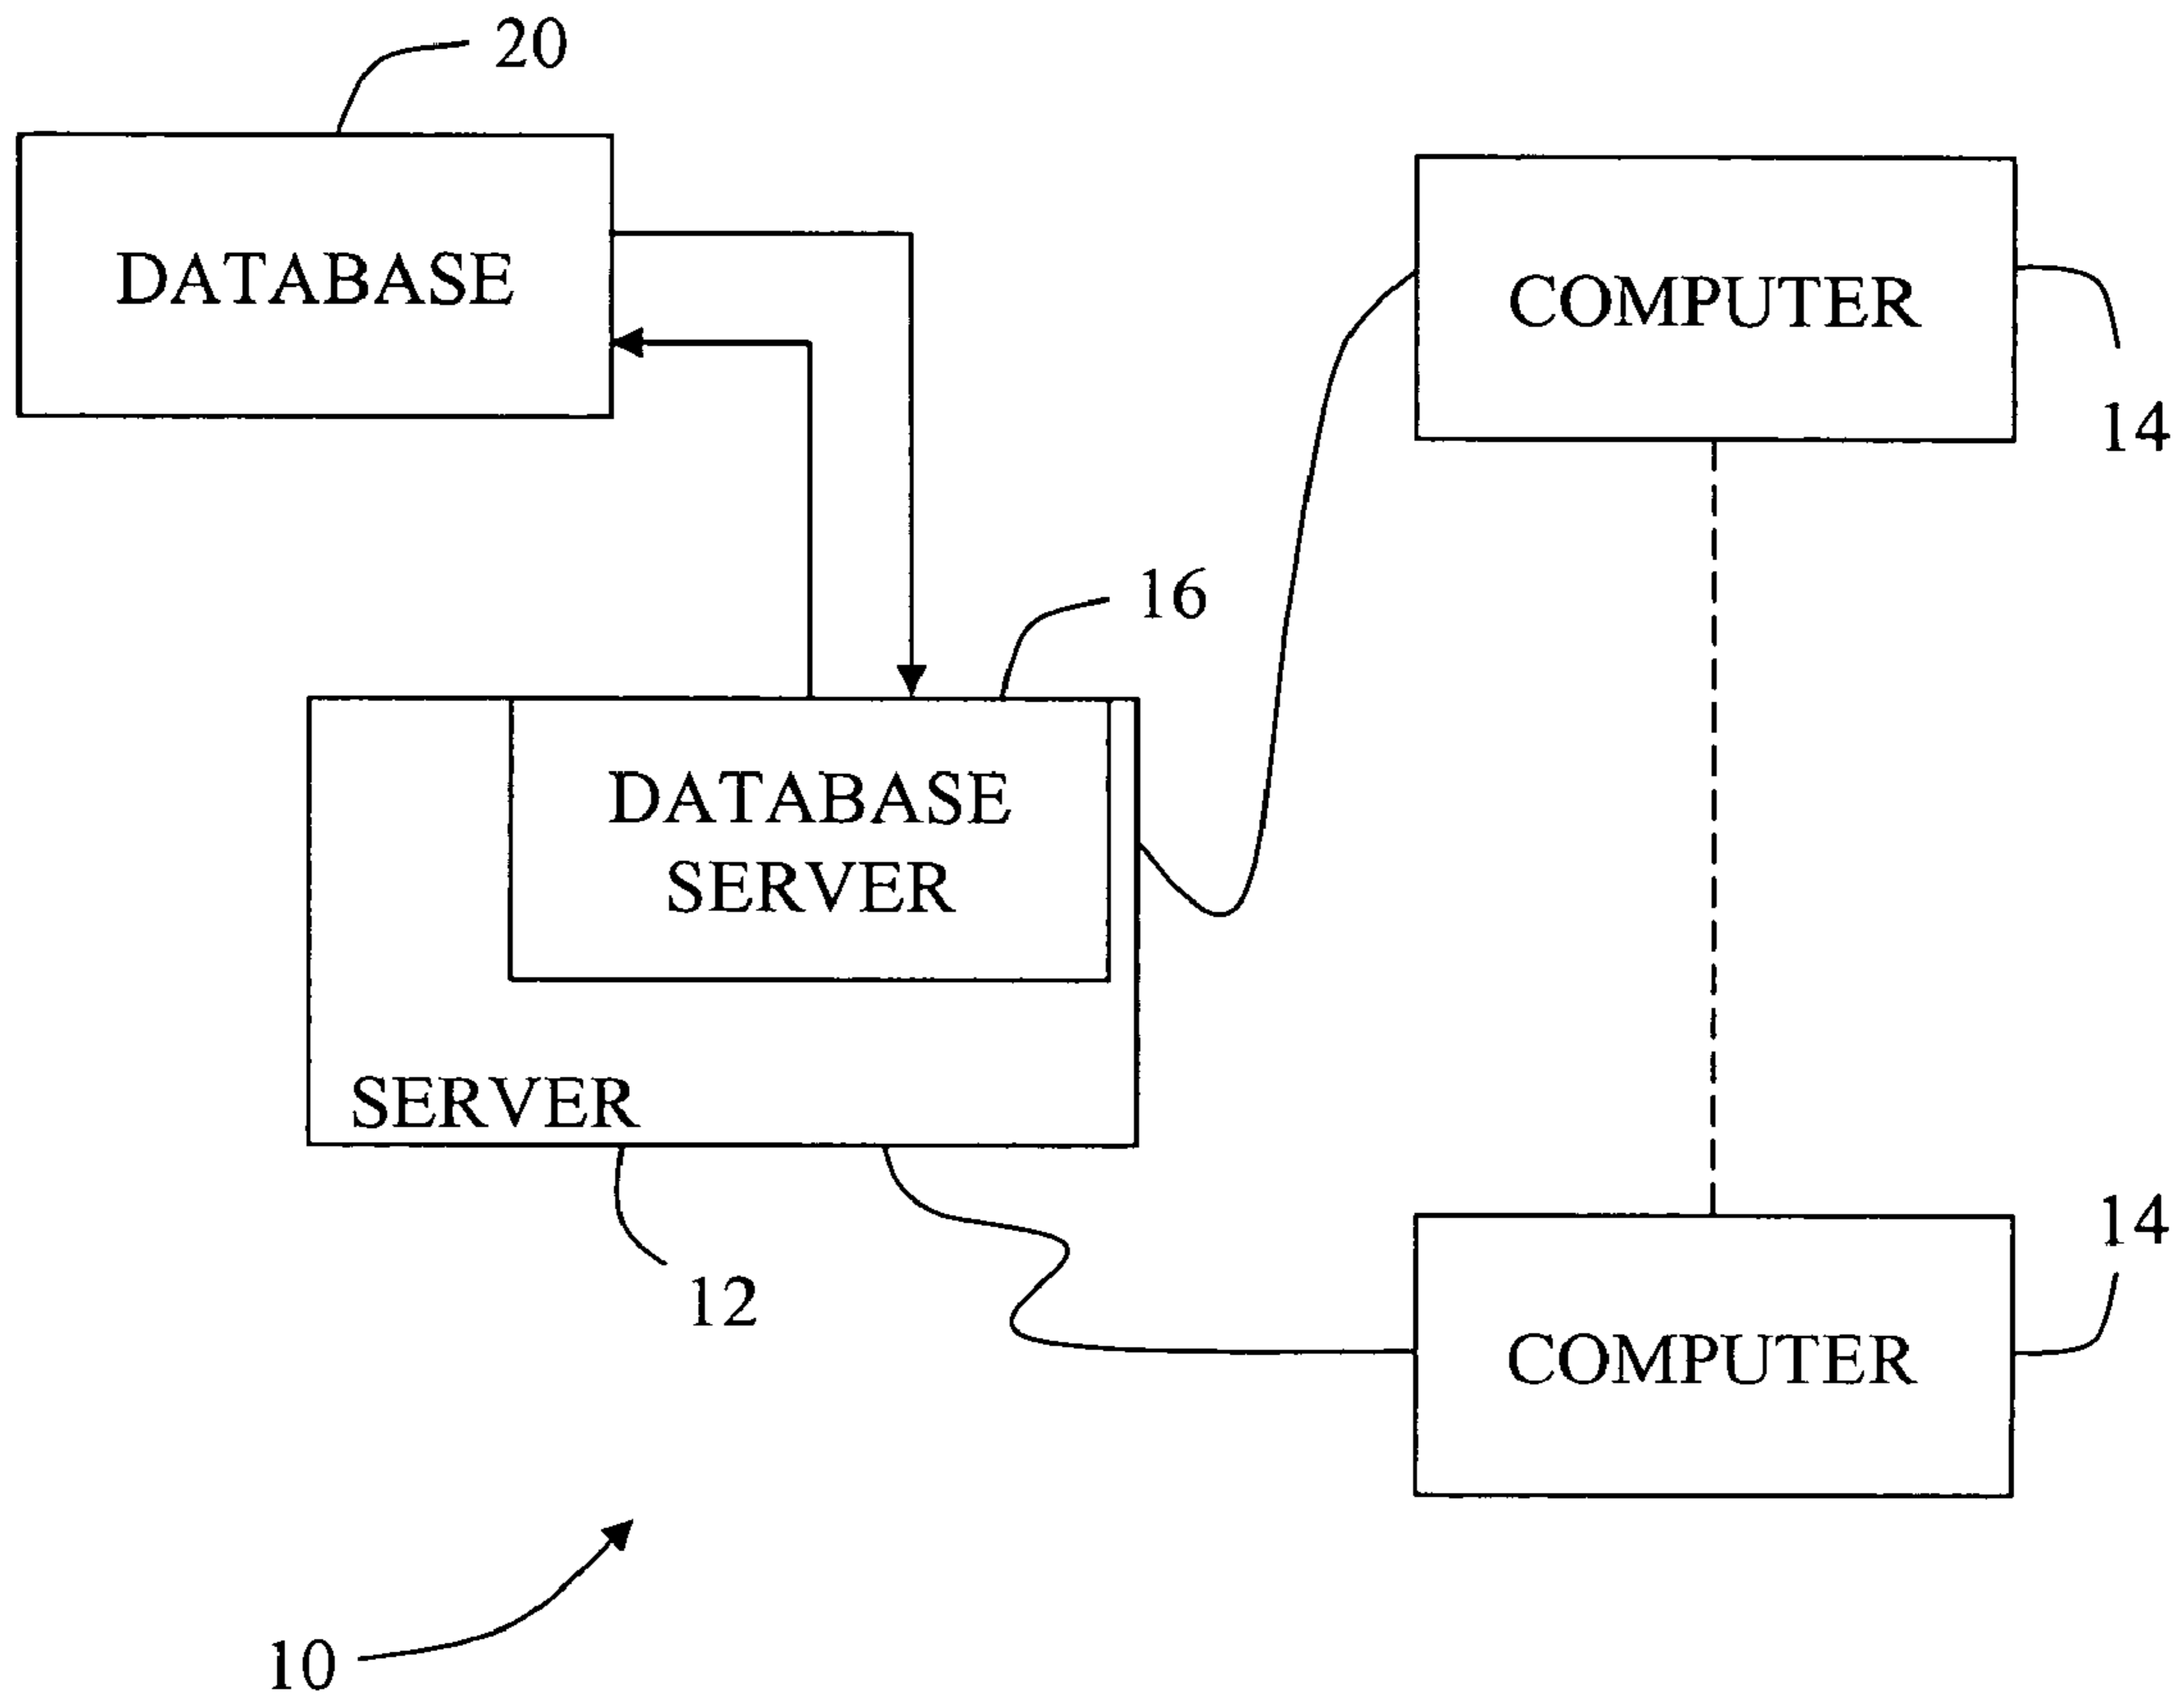 20
DATABASE
COMPUTER
14
16
DATABASE
SERVER
SERVER
12
14
COMPUTER
10